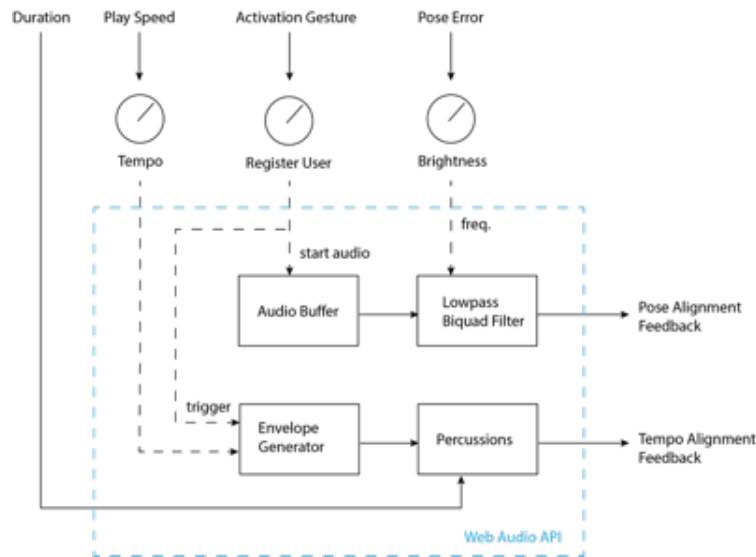 Duration
Play Speed
Activation Gesture
Pose Error
Tempo
Register User
Brightness
freq.
start audio
Audio Buffer
Lowpass
Biquad Filter
Pose Alignment
Feedback
trigger
Envelope
Generator
Percussions
Tempo Alignment
Feedback
Web Audio API